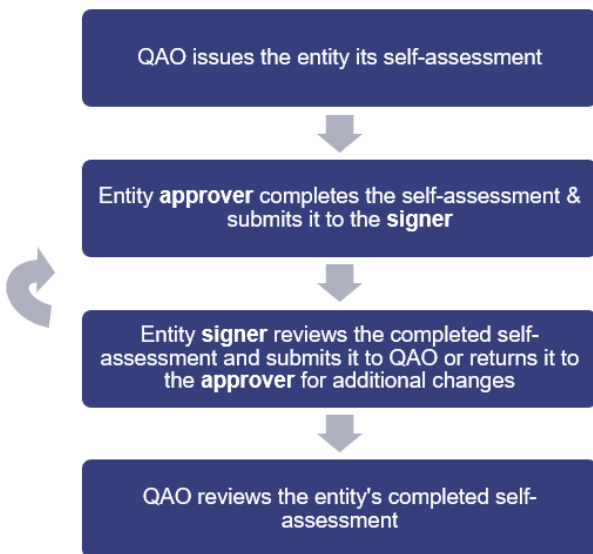 QAO issues the entity its self-assessment
Entity approver completes the self-assessment &
submits it to the signer
Entity signer reviews the completed self-
assessment and submits it to QAO or returns it to
the approver for additional changes
QAO reviews the entity's completed self-
assessment